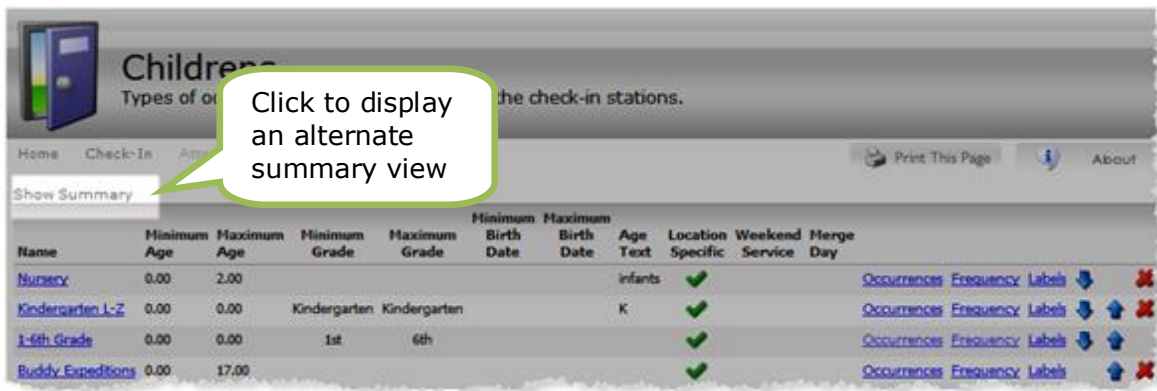 Childrens
Types of o
the check-in stations.
Click to display
an alternate
summary view
Home Check-In
Print This Page About
Show Summary
Name Minimum Age Maximum Age Minimum Grade Maximum Grade Minimum Birth Date Maximum Birth Date Age Text Location Specific Weekend Service Merge Day
Nursery 0.00 2.00 infants Occurrences Frequency Labels
Kindergarten L-Z 0.00 0.00 Kindergarten Kindergarten K Occurrences Frequency Labels
1-6th Grade 0.00 0.00 1st 6th Occurrences Frequency Labels
Buddy Expeditions 0.00 17.00 Occurrences Frequency Labels